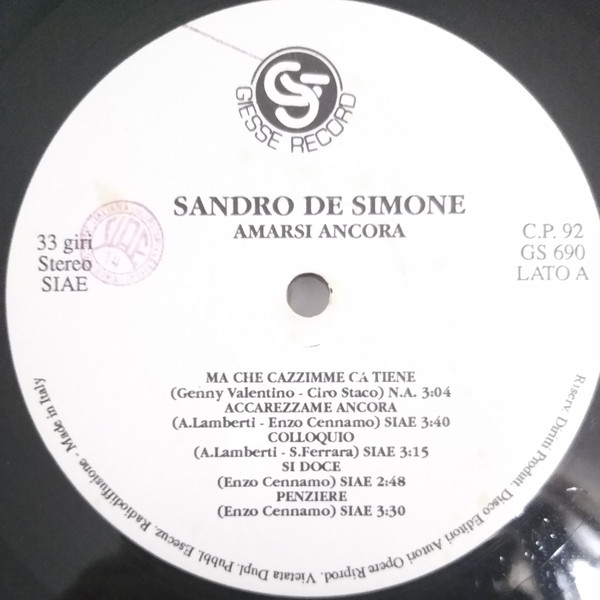 GS
GIESSE RECORD
SANDRO DE SIMONE
AMARSI ANCORA
33 giri
Stereo
SIAE
SIAE
C.P. 92
GS 690
LATO A
MA CHE CAZZIMME CA TIENE
(Genny Valentino - Ciro Staco) N.A. 3:04
ACCAREZZAME ANCORA
(A.Lamberti - Enzo Cennamo) SIAE 3:40
COLLOQUIO
(A.Lamberti - S.Ferrara) SIAE 3:15
SI DOCE
(Enzo Cennamo) SIAE 2:48
PENZIERE
(Enzo Cennamo) SIAE 3:30
Riserv. Diritti Produtt. Disco Editori Autori Opere Riprod. Vietata Dupl. Pubbl. Esecuz. Radiodiffusione - Made in Italy